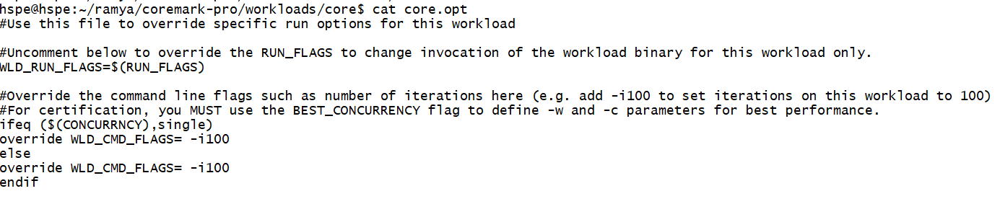 hspe@hspe:~/ramya/coremark-pro/workloads/core$ cat core.opt
#Use this file to override specific run options for this workload
#Uncomment below to override the RUN_FLAGS to change invocation of the workload binary for this workload only.
WLD_RUN_FLAGS=$(RUN_FLAGS)
#Override the command line flags such as number of iterations here (e.g. add -i100 to set iterations on this workload to 100)
#For certification, you MUST use the BEST_CONCURRENCY flag to define -w and -c parameters for best performance.
ifeq ($(CONCURRNCY),single)
override WLD_CMD_FLAGS= -i100
else
override WLD_CMD_FLAGS= -i100
endif